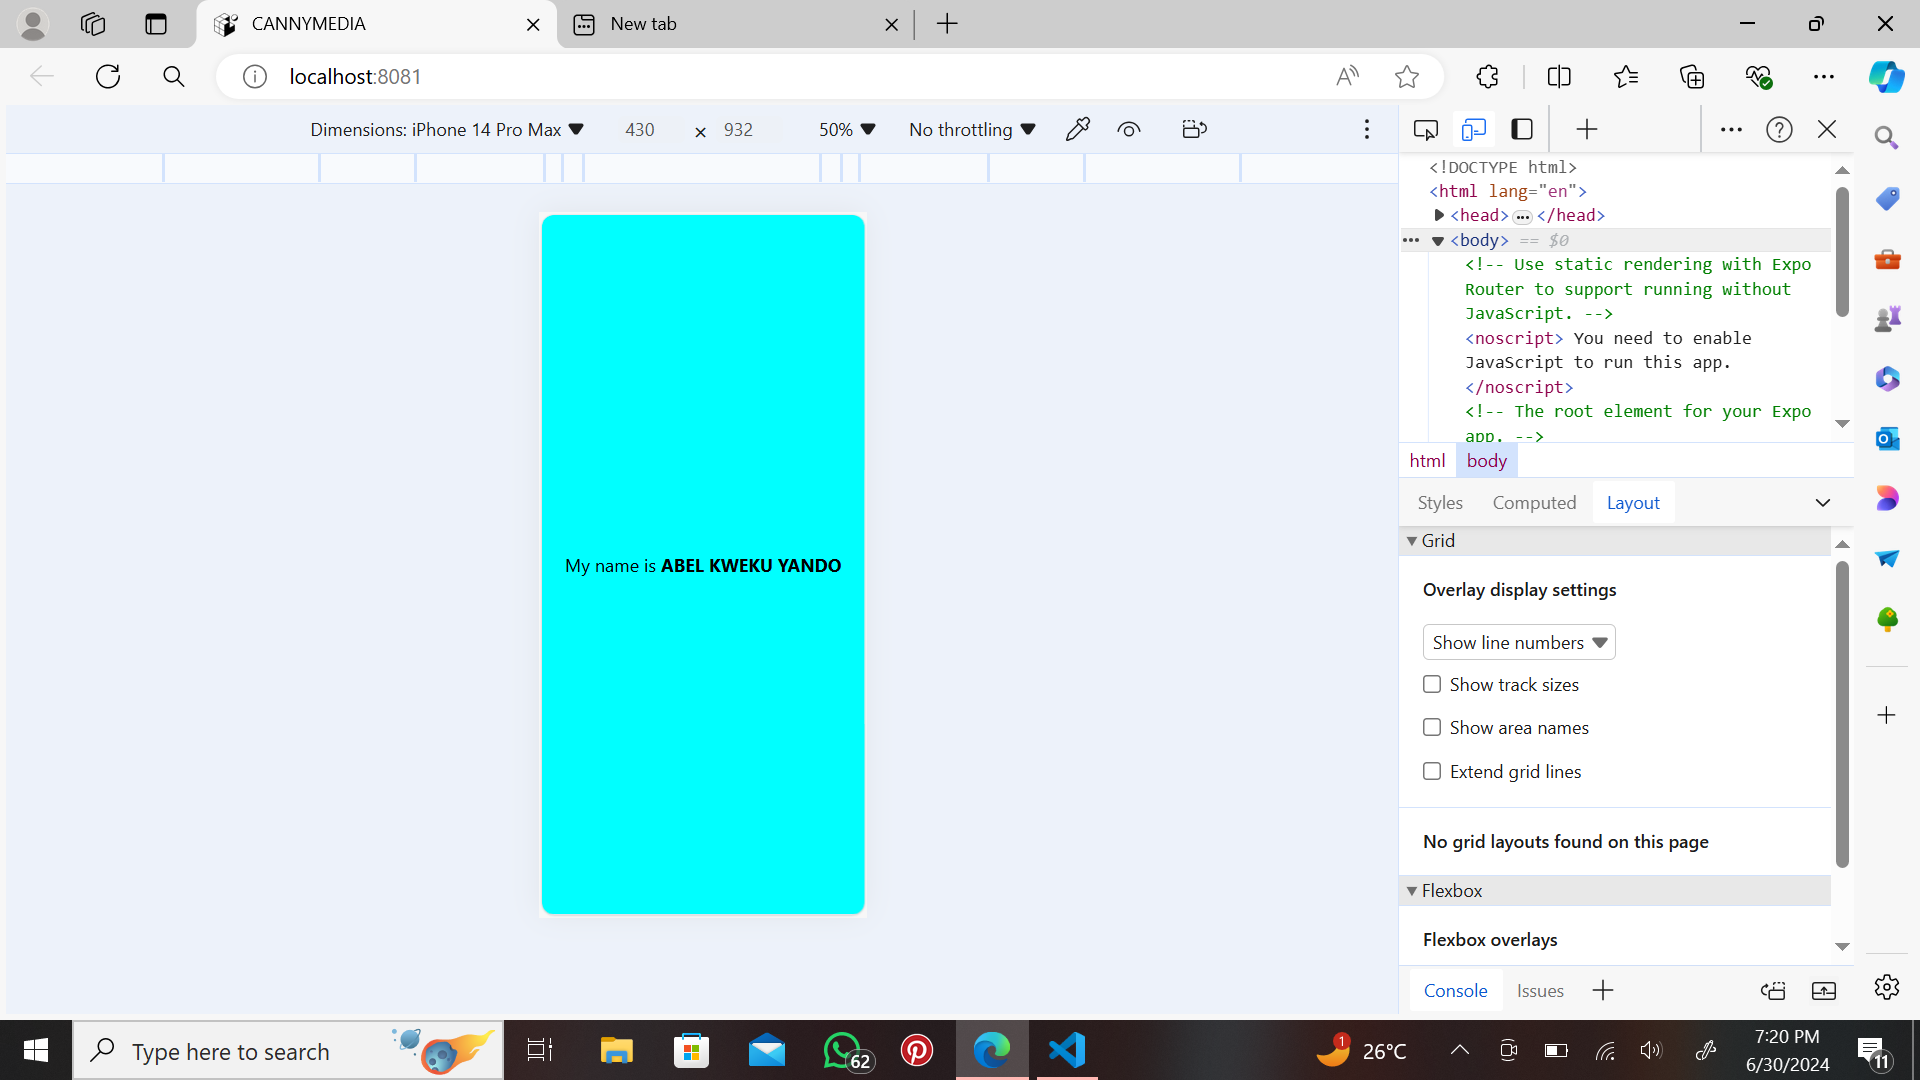 CANNYMEDIA
New tab
localhost:8081
Dimensions: iPhone 14 Pro Max 430 × 932 50% No throttling
<!DOCTYPE html>
<html lang="en">
<head> ... </head>
... <body> == $0
<!-- Use static rendering with Expo
Router to support running without
JavaScript. -->
<noscript> You need to enable
JavaScript to run this app.
</noscript>
<!-- The root element for your Expo
app. -->
html body
Styles Computed Layout
Grid
Overlay display settings
Show line numbers
Show track sizes
Show area names
Extend grid lines
No grid layouts found on this page
Flexbox
Flexbox overlays
Console Issues
My name is ABEL KWEKU YANDO
Type here to search
62
1
26°C
7:20 PM
6/30/2024
11